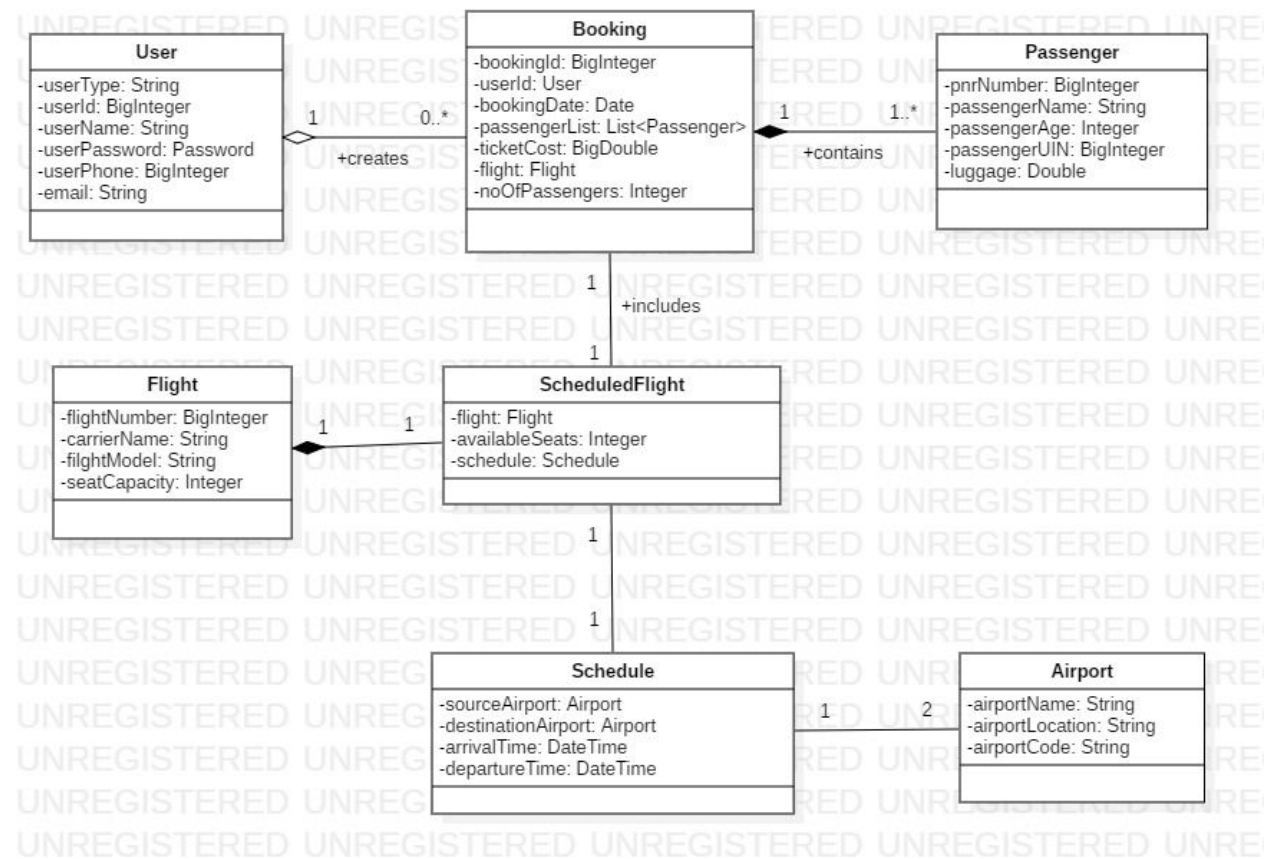 User
-userType: String
-userId: BigInteger
-userName: String
-userPassword: Password
-userPhone: BigInteger
-email: String
1
0..*
+creates
Booking
-bookingId: BigInteger
-userId: User
-bookingDate: Date
-passengerList: List<Passenger>
-ticketCost: BigDouble
-flight: Flight
-noOfPassengers: Integer
1
1..*
+contains
Passenger
-pnrNumber: BigInteger
-passengerName: String
-passengerAge: Integer
-passengerUIN: BigInteger
-luggage: Double
1
+includes
1
Flight
-flightNumber: BigInteger
-carrierName: String
-filghtModel: String
-seatCapacity: Integer
1
1
ScheduledFlight
-flight: Flight
-availableSeats: Integer
-schedule: Schedule
1
1
Schedule
-sourceAirport: Airport
-destinationAirport: Airport
-arrivalTime: DateTime
-departureTime: DateTime
1
2
Airport
-airportName: String
-airportLocation: String
-airportCode: String
UNREGISTERED